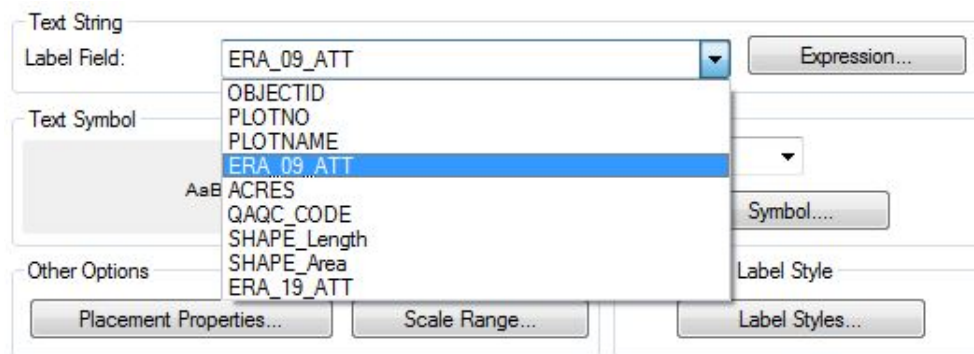 Text String
Label Field: ERA_09_ATT Expression...
OBJECTID
PLOTNO
Text Symbol
PLOTNAME
ERA_09_ATT
AaB
ACRES
QAQC_CODE
Symbol....
SHAPE_Length
SHAPE_Area
Other Options
Label Style
ERA_19_ATT
Placement Properties... Scale Range... Label Styles...